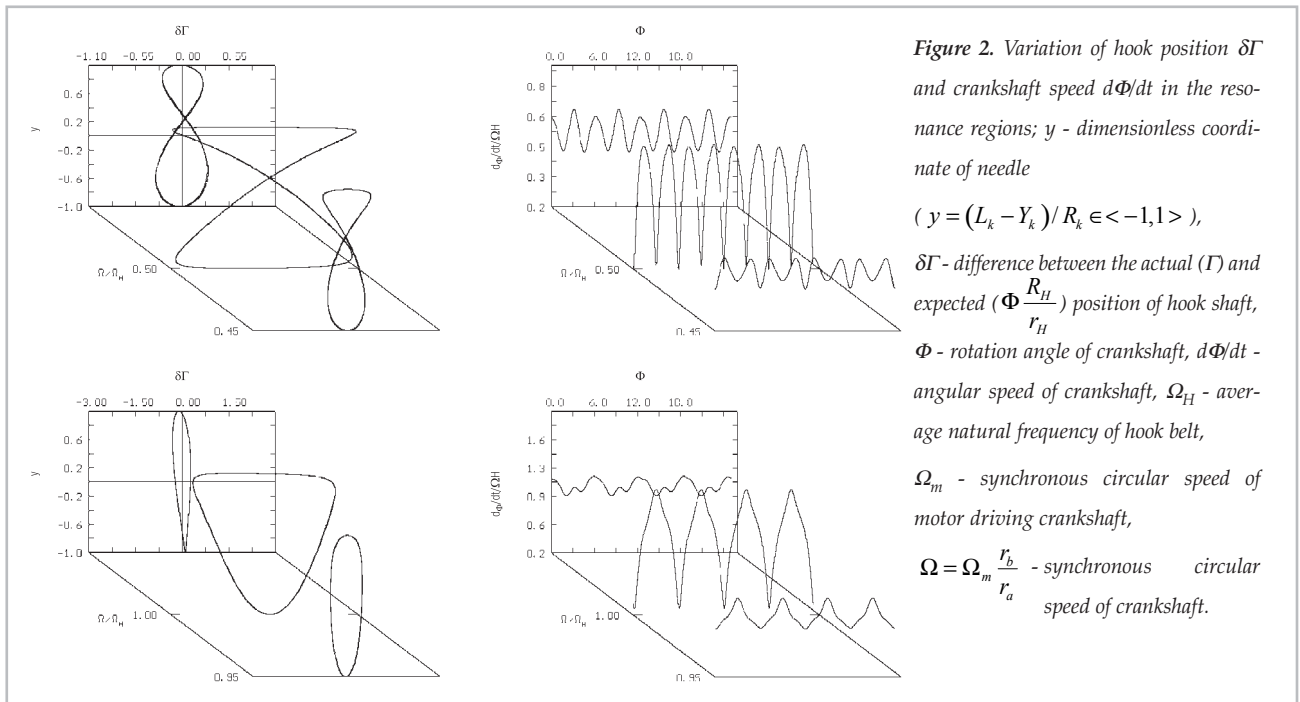 δΓ
-1.10 -0.55 0.00 0.55
0.6
0.2
y
-0.2
-0.6
-1.0
Ω/Ω_H 0.50
0.45
Φ
0.0 5.0 10.0
0.9
0.8
0.6
dΦ/dt/ΩH
0.5
0.3
0.2
Ω/Ω_H 0.50
0.45
δΓ
-3.00 -1.50 0.00 1.50
0.6
0.2
y
-0.2
-0.6
-1.0
Ω/Ω_H 1.00
0.95
Φ
0.0 6.0 12.0 10.0
1.6
1.3
dΦ/dt/ΩH
0.9
0.6
0.2
Ω/Ω_H 1.00
0.95
Figure 2. Variation of hook position δΓ
and crankshaft speed dΦ/dt in the reso-
nance regions; y - dimensionless coordi-
nate of needle
( y = (L_k − Y_k)/ R_k ∈< −1,1 > ),
δΓ - difference between the actual (Γ) and
expected ( Φ R_H/r_H ) position of hook shaft,
Φ - rotation angle of crankshaft, dΦ/dt -
angular speed of crankshaft, Ω_H - aver-
age natural frequency of hook belt,
Ω_m - synchronous circular speed of
motor driving crankshaft,
Ω = Ω_m r_b/r_a - synchronous circular
speed of crankshaft.